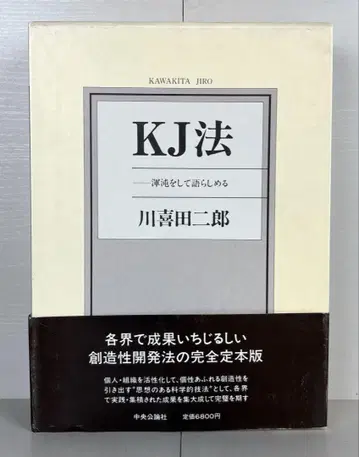 KAWAKITA JIRO
KJ法
——渾沌をして語らしめる
川喜田二郎
各界で成果いちじるしい
創造性開発法の完全定本版
個人・組織を活性化して、個性あふれる創造性を
引き出す"思想のある科学的技法"として、各界
で実践・集積された成果を集大成して完璧を期す
中央公論社 定価6800円